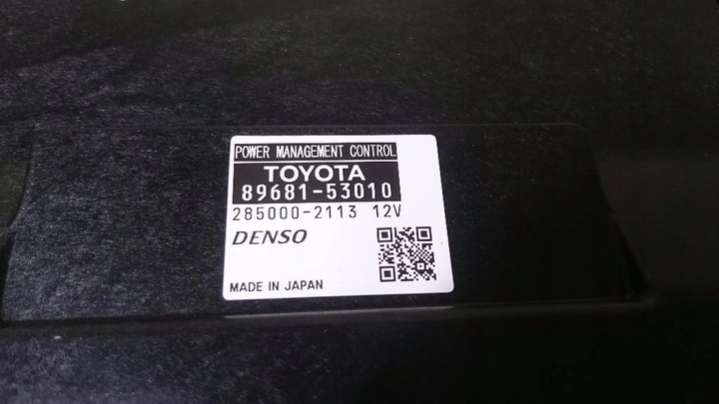 POWER MANAGEMENT CONTROL
TOYOTA
89681-53010
285000-2113 12V
DENSO
MADE IN JAPAN